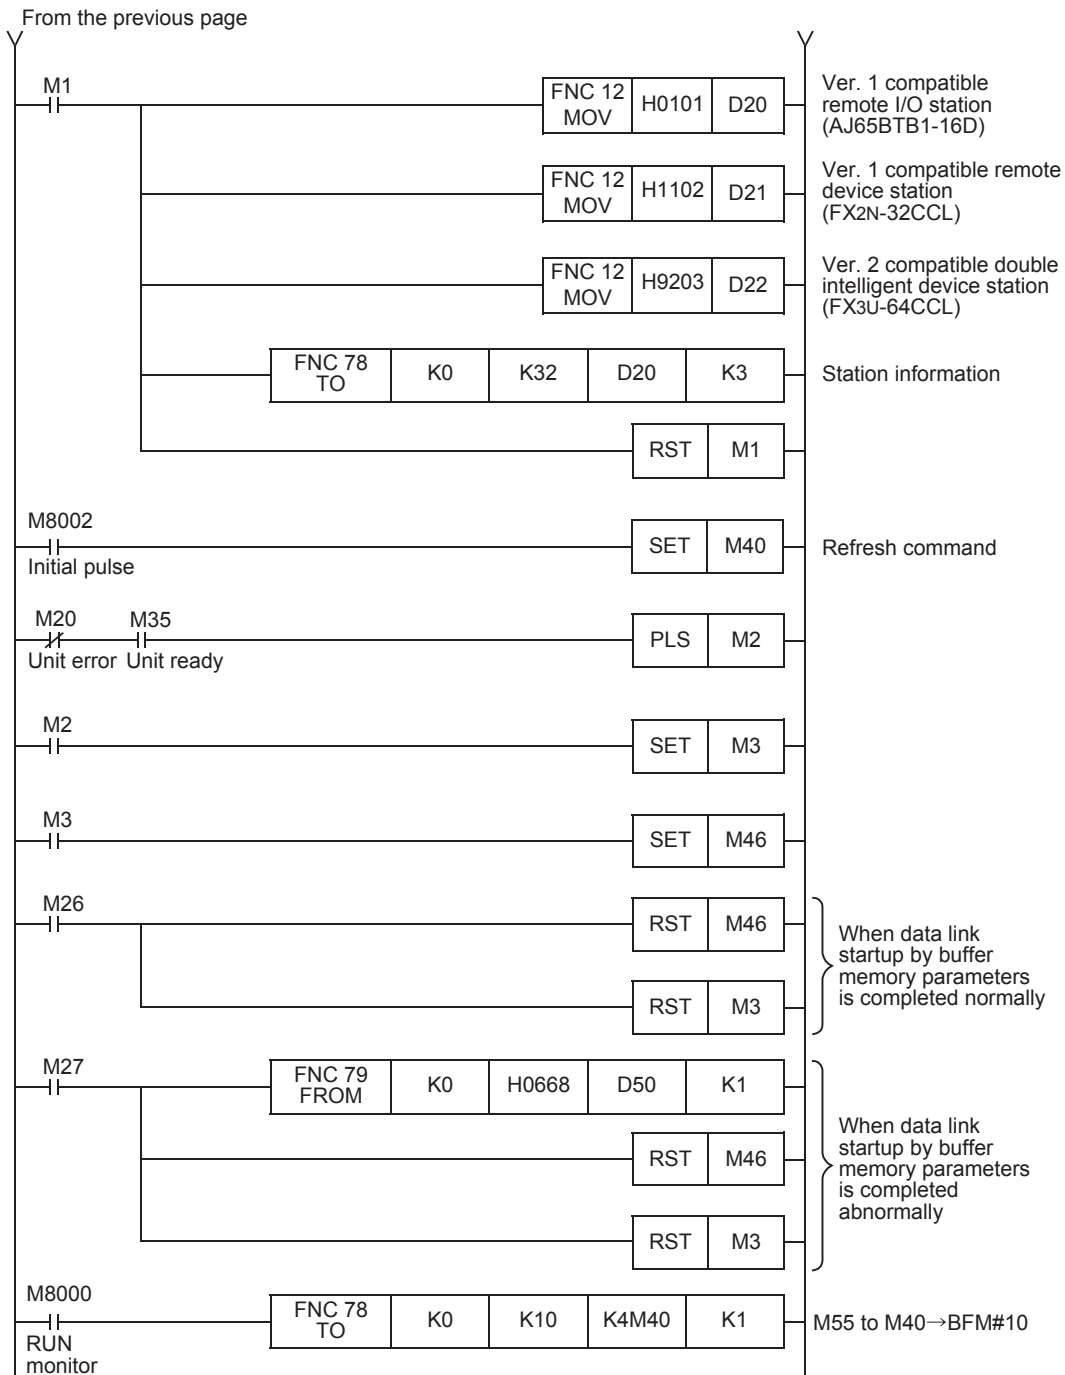 From the previous page
M1
FNC 12 MOV H0101 D20
Ver. 1 compatible
remote I/O station
(AJ65BTB1-16D)
FNC 12 MOV H1102 D21
Ver. 1 compatible remote
device station
(FX2N-32CCL)
FNC 12 MOV H9203 D22
Ver. 2 compatible double
intelligent device station
(FX3U-64CCL)
FNC 78 TO K0 K32 D20 K3
Station information
RST M1
M8002
Initial pulse
SET M40
Refresh command
M20 M35
Unit error Unit ready
PLS M2
M2
SET M3
M3
SET M46
M26
RST M46
RST M3
When data link
startup by buffer
memory parameters
is completed normally
M27
FNC 79 FROM K0 H0668 D50 K1
RST M46
RST M3
When data link
startup by buffer
memory parameters
is completed
abnormally
M8000
RUN
monitor
FNC 78 TO K0 K10 K4M40 K1
M55 to M40→BFM#10